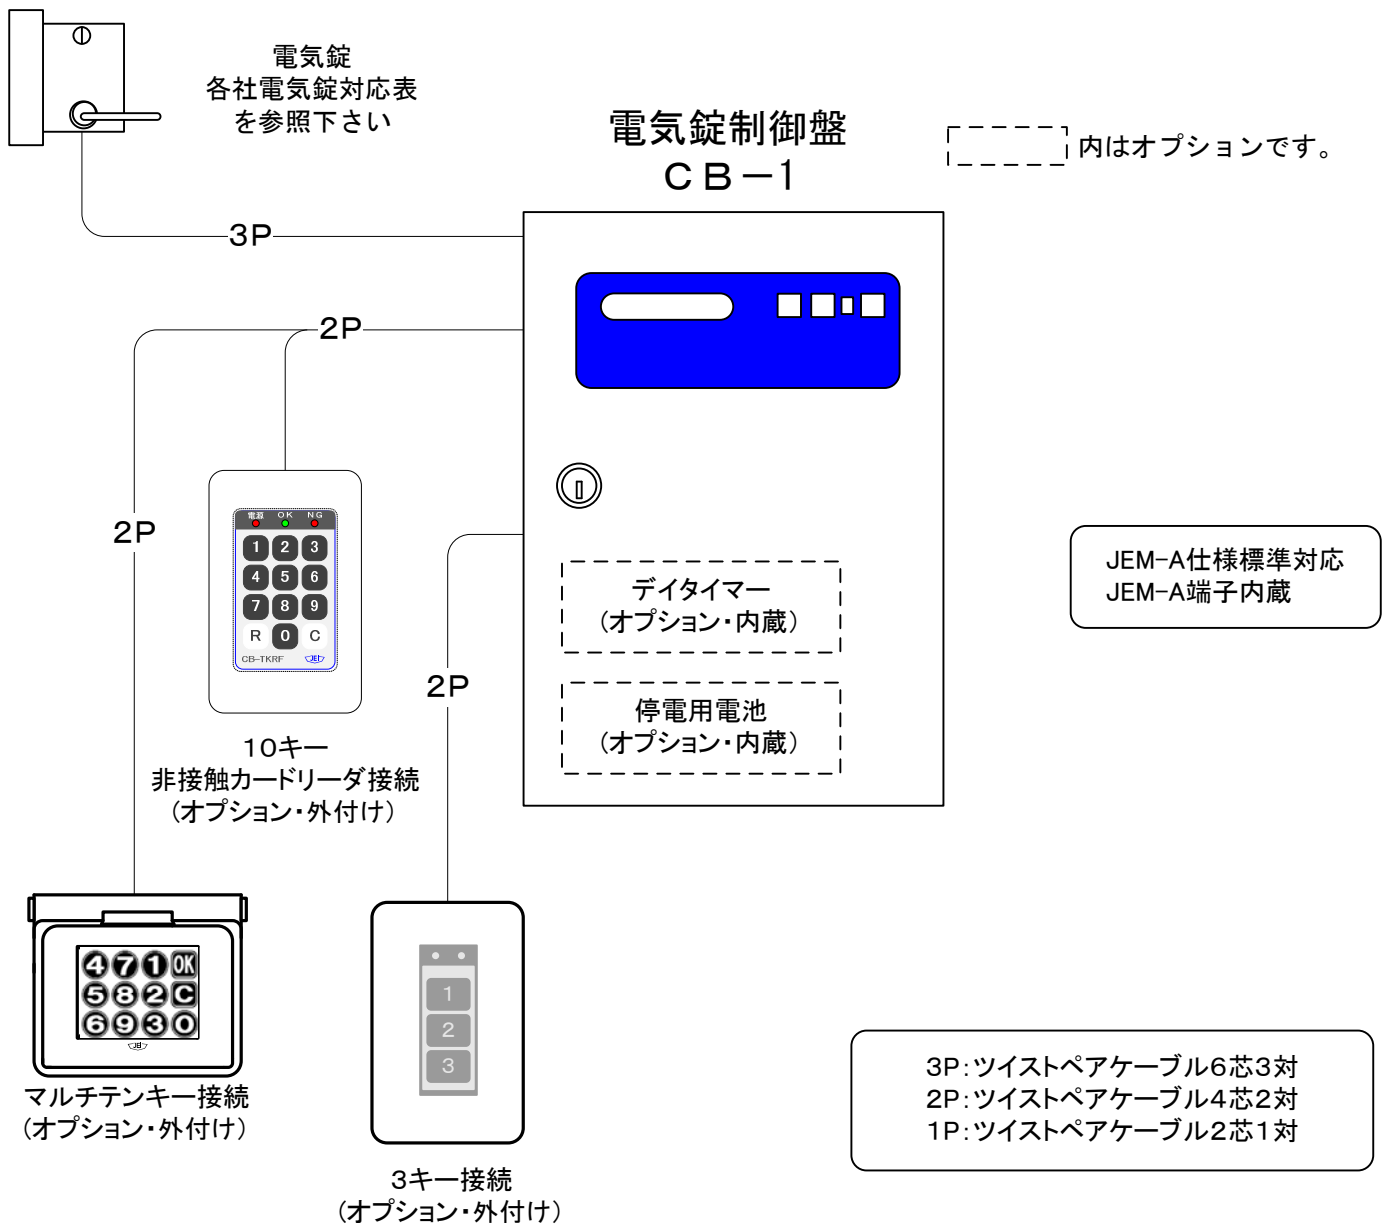 電気錠
各社電気錠対応表
を参照下さい
電気錠制御盤
CB－1
内はオプションです。
3P
2P
2P
電源 OK NG
1 2 3
4 5 6
7 8 9
R 0 C
CB-TKRF JEI
10キー
非接触カードリーダ接続
（オプション・外付け）
デイタイマー
（オプション・内蔵）
停電用電池
（オプション・内蔵）
JEM-A仕様標準対応
JEM-A端子内蔵
2P
4 7 1 OK
5 8 2 C
6 9 3 0
JEI
マルチテンキー接続
（オプション・外付け）
1
2
3
3キー接続
（オプション・外付け）
3P：ツイストペアケーブル6芯3対
2P：ツイストペアケーブル4芯2対
1P：ツイストペアケーブル2芯1対